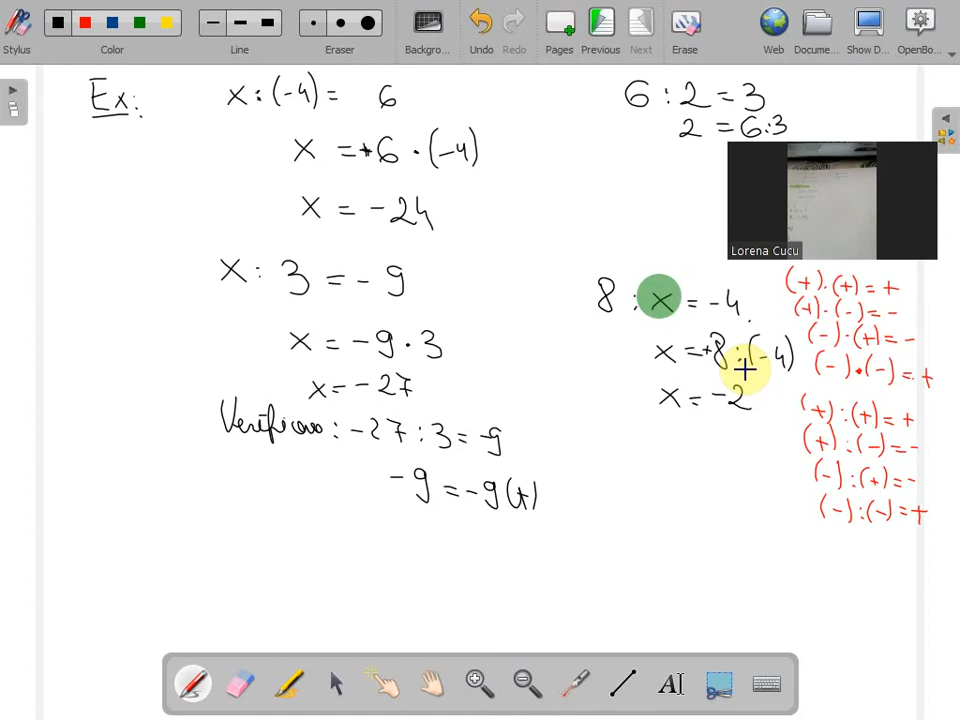 Stylus Color Line Eraser Backgro... Undo Redo Pages Previous Next Erase Web Docume... Show D... OpenBo...
Ex:
x : (-4) = 6
x = +6 · (-4)
x = -24
x : 3 = -9
x = -9 · 3
x = -27
-27 : 3 = -9
-9 = -9 (+)
6 : 2 = 3
2 = 6:3
Lorena Cucu
8 : x = -4.
x = +8 : (-4)
x = -2
(+)·(+) = +
(+)·(-) = -
(-)·(+) = -
(-)·(-) = +
(+):(+) = +
(+):(-) = -
(-):(+) = -
(-):(-) = +
AI